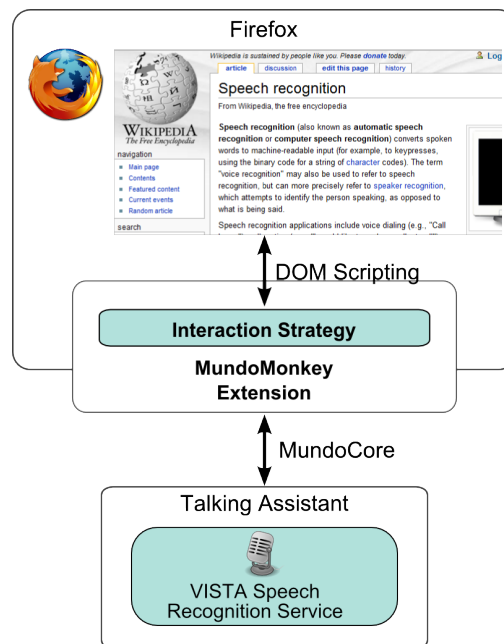 Firefox
Wikipedia is sustained by people like you. Please donate today.
Log
article discussion edit this page history
Speech recognition
From Wikipedia, the free encyclopedia
WIKIPEDIA
The Free Encyclopedia
navigation
Main page
Contents
Featured content
Current events
Random article
search
Speech recognition (also known as automatic speech
recognition or computer speech recognition) converts spoken
words to machine-readable input (for example, to keypresses,
using the binary code for a string of character codes). The term
"voice recognition" may also be used to refer to speech
recognition, but can more precisely refer to speaker recognition,
which attempts to identify the person speaking, as opposed to
what is being said.
Speech recognition applications include voice dialing (e.g., "Call
DOM Scripting
Interaction Strategy
MundoMonkey
Extension
MundoCore
Talking Assistant
VISTA Speech
Recognition Service